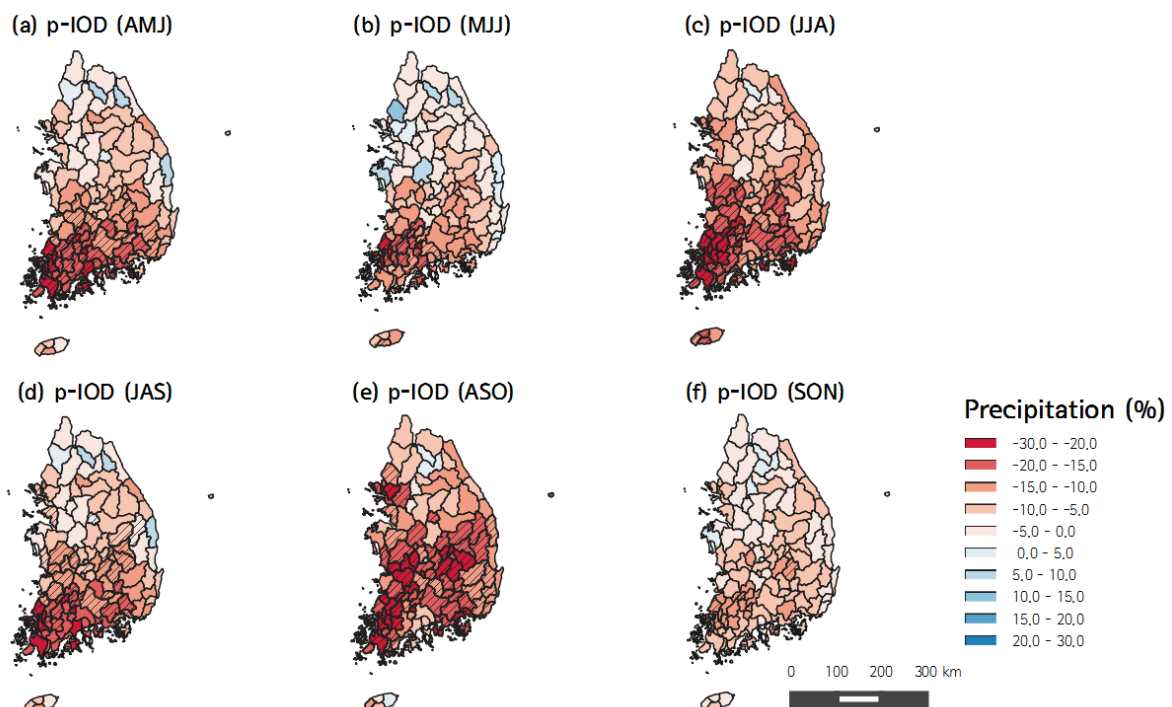 (a) p-IOD (AMJ)
(b) p-IOD (MJJ)
(c) p-IOD (JJA)
(d) p-IOD (JAS)
(e) p-IOD (ASO)
(f) p-IOD (SON)
Precipitation (%)
-30.0 - -20.0
-20.0 - -15.0
-15.0 - -10.0
-10.0 - -5.0
-5.0 - 0.0
0.0 - 5.0
5.0 - 10.0
10.0 - 15.0
15.0 - 20.0
20.0 - 30.0
0 100 200 300 km